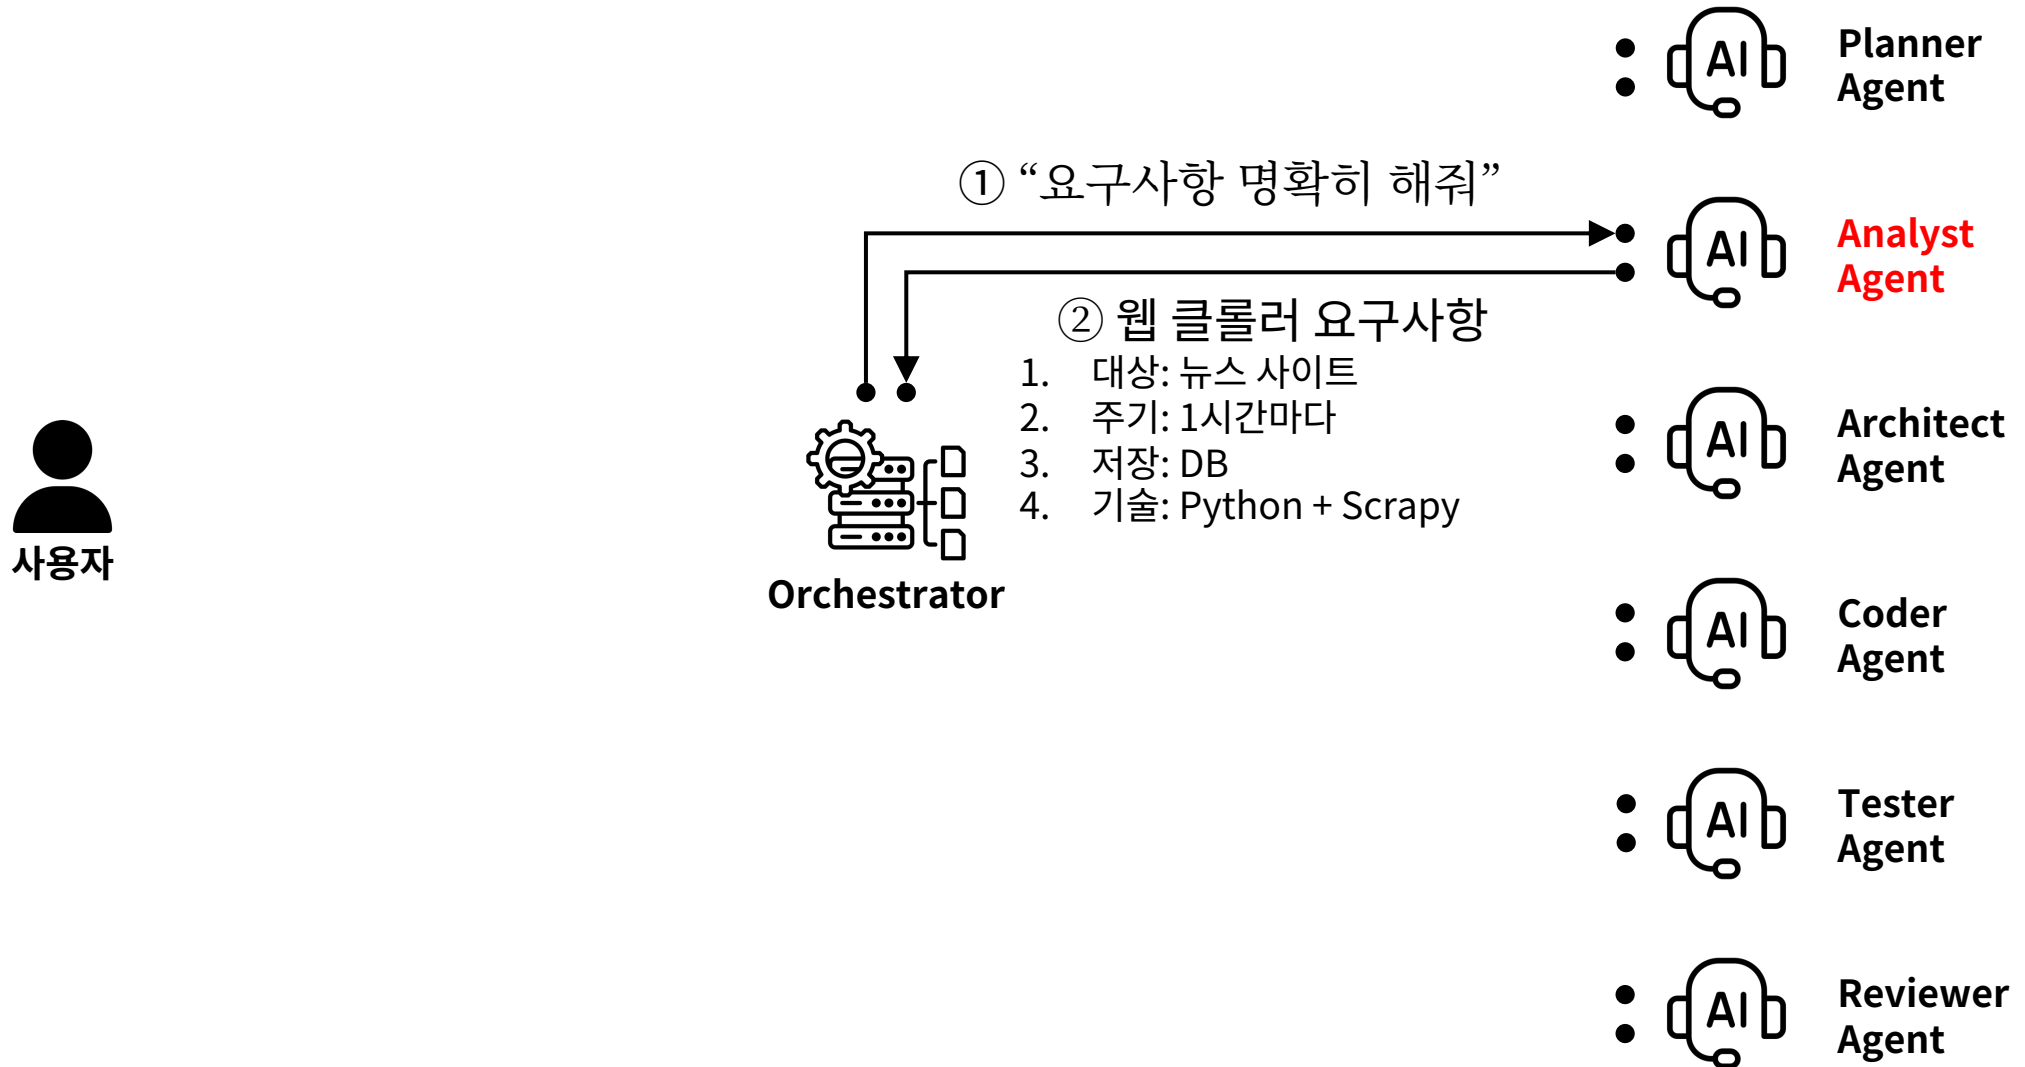 Planner
Agent
① “요구사항 명확히 해줘”
Analyst
Agent
② 웹 클롤러 요구사항
1. 대상: 뉴스 사이트
2. 주기: 1시간마다
3. 저장: DB
4. 기술: Python + Scrapy
사용자
Orchestrator
Architect
Agent
Coder
Agent
Tester
Agent
Reviewer
Agent
AI
AI
AI
AI
AI
AI